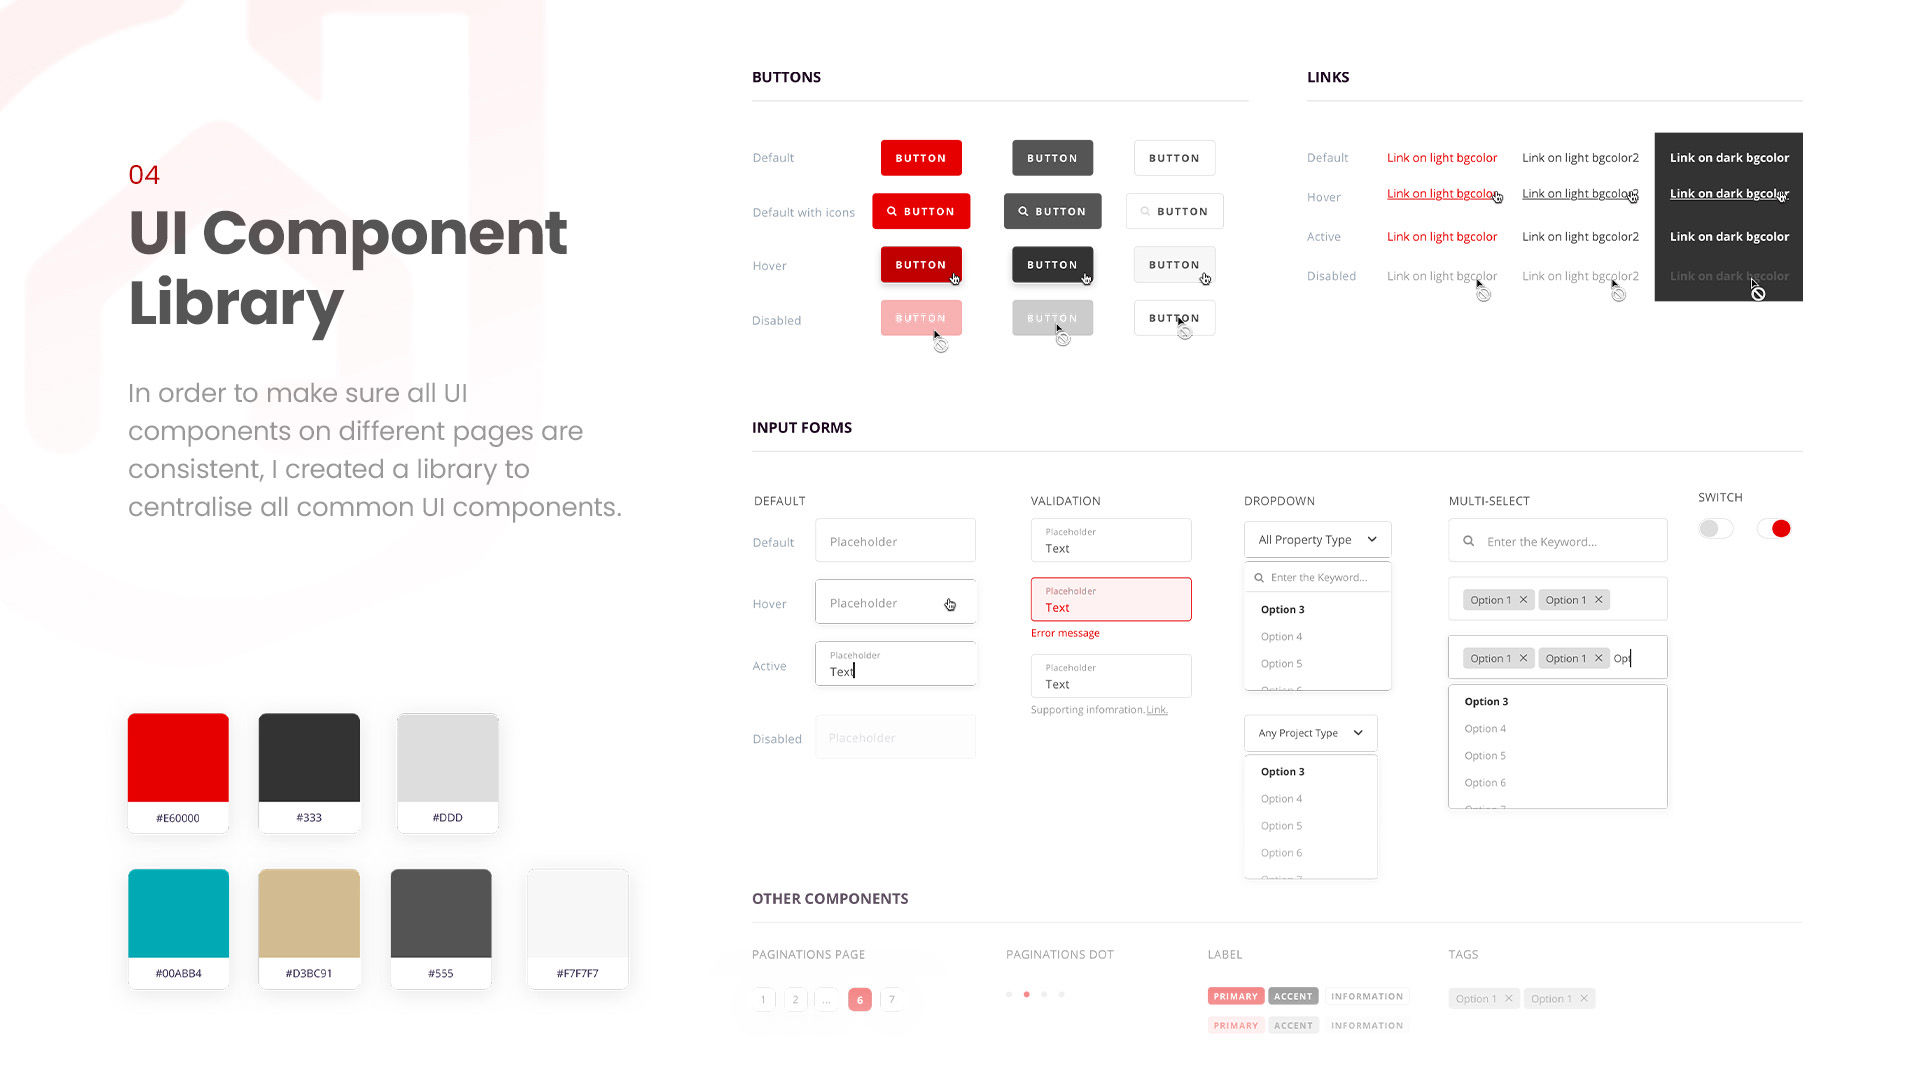 04
UI Component
Library
In order to make sure all UI
components on different pages are
consistent, I created a library to
centralise all common UI components.
#E60000
#333
#DDD
#00ABB4
#D3BC91
#555
#F7F7F7
BUTTONS
Default
BUTTON
BUTTON
BUTTON
Default with icons
BUTTON
BUTTON
BUTTON
Hover
BUTTON
BUTTON
BUTTON
Disabled
BUTTON
BUTTON
BUTTON
LINKS
Default
Link on light bgcolor
Link on light bgcolor2
Link on dark bgcolor
Hover
Link on light bgcolor
Link on light bgcolor2
Link on dark bgcolor
Active
Link on light bgcolor
Link on light bgcolor2
Link on dark bgcolor
Disabled
Link on light bgcolor
Link on light bgcolor2
Link on dark bgcolor
INPUT FORMS
DEFAULT
Default
Placeholder
Hover
Placeholder
Active
Placeholder
Text
Disabled
Placeholder
VALIDATION
Placeholder
Text
Placeholder
Text
Error message
Placeholder
Text
Supporting infomration. Link.
DROPDOWN
All Property Type
Enter the Keyword...
Option 3
Option 4
Option 5
Option 6
Any Project Type
Option 3
Option 4
Option 5
Option 6
Option 7
MULTI-SELECT
Enter the Keyword...
Option 1
Option 1
Option 1
Option 1
Opt
Option 3
Option 4
Option 5
Option 6
Option 7
SWITCH
OTHER COMPONENTS
PAGINATIONS PAGE
1
2
...
6
7
PAGINATIONS DOT
LABEL
PRIMARY
ACCENT
INFORMATION
PRIMARY
ACCENT
INFORMATION
TAGS
Option 1
Option 1